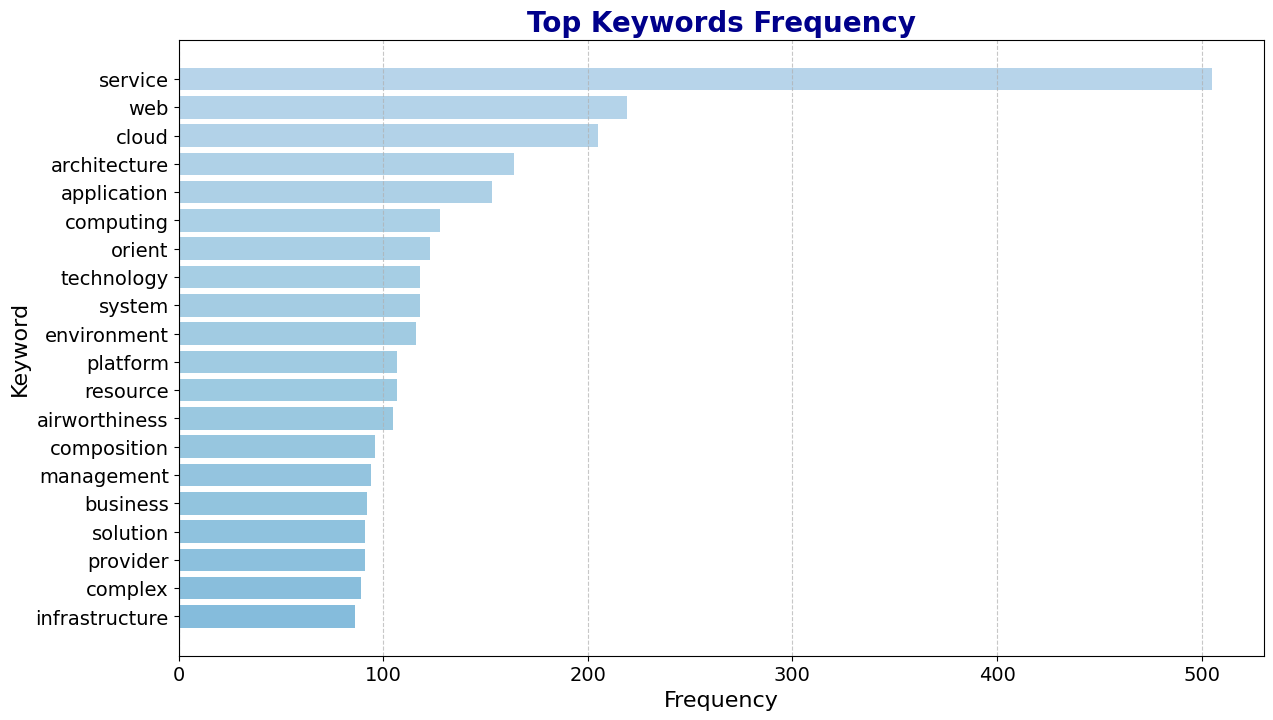 Top Keywords Frequency
service
web
cloud
architecture
application
computing
orient
technology
system
environment
platform
resource
airworthiness
composition
management
business
solution
provider
complex
infrastructure
Keyword
0 100 200 300 400 500
Frequency